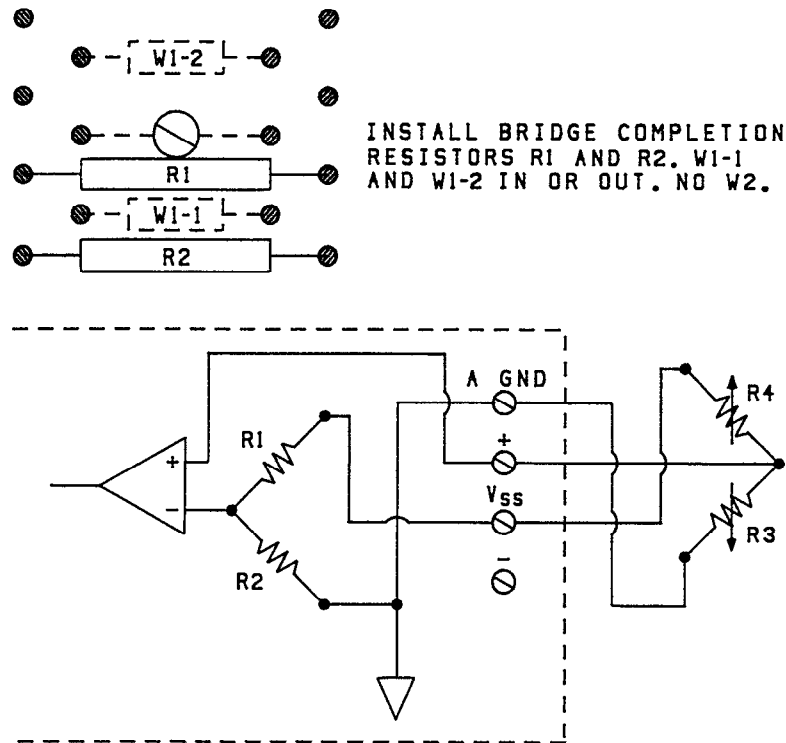 W1-2
R1
W1-1
R2
INSTALL BRIDGE COMPLETION
RESISTORS R1 AND R2. W1-1
AND W1-2 IN OR OUT. NO W2.
A GND
R4
R1
+
+
VSS
−
R2
−
R3